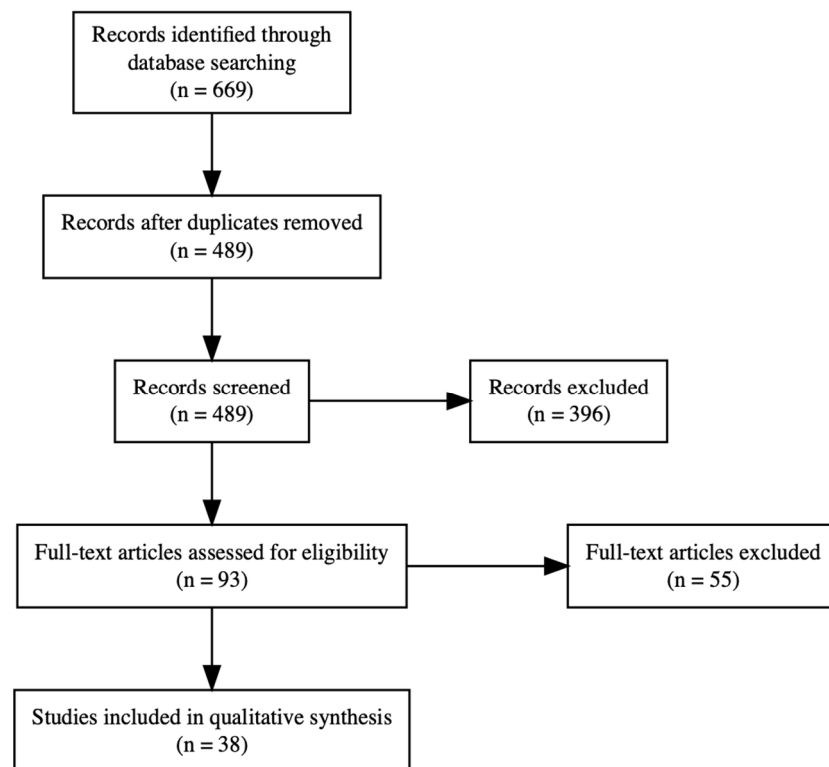 Records identified through
database searching
(n = 669)
Records after duplicates removed
(n = 489)
Records screened
(n = 489)
Records excluded
(n = 396)
Full-text articles assessed for eligibility
(n = 93)
Full-text articles excluded
(n = 55)
Studies included in qualitative synthesis
(n = 38)